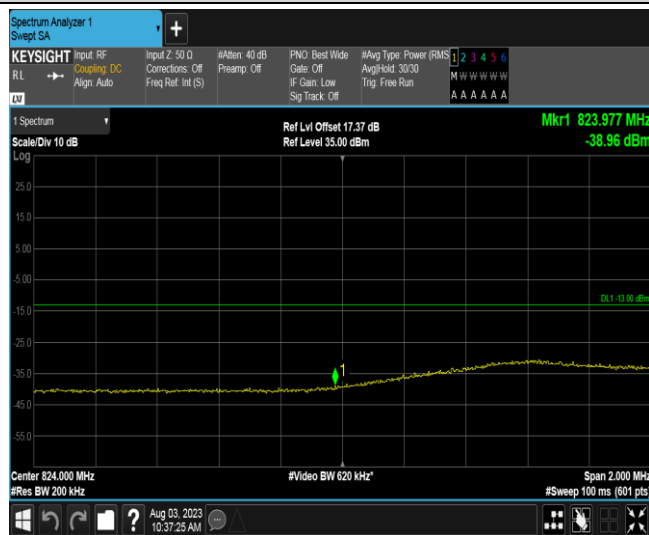 Spectrum Analyzer 1
Swept SA
+
KEYSIGHT
RL
LXI
Input: RF
Coupling: DC
Align: Auto
Input Z: 50 Ω
Corrections: Off
Freq Ref: Int (S)
#Atten: 40 dB
Preamp: Off
PNO: Best Wide
Gate: Off
IF Gain: Low
Sig Track: Off
#Avg Type: Power (RMS
Avg|Hold: 30/30
Trig: Free Run
1 2 3 4 5 6
M W W W W W
A A A A A A
1 Spectrum
Scale/Div 10 dB
Log
Ref Lvl Offset 17.37 dB
Ref Level 35.00 dBm
Mkr1 823.977 MHz
-38.96 dBm
25.0
15.0
5.00
-5.00
DL1 -13.00 dBm
-15.0
-25.0
-35.0
1
-45.0
-55.0
Center 824.000 MHz
#Res BW 200 kHz
#Video BW 620 kHz*
Span 2.000 MHz
#Sweep 100 ms (601 pts)
?
Aug 03, 2023
10:37:25 AM